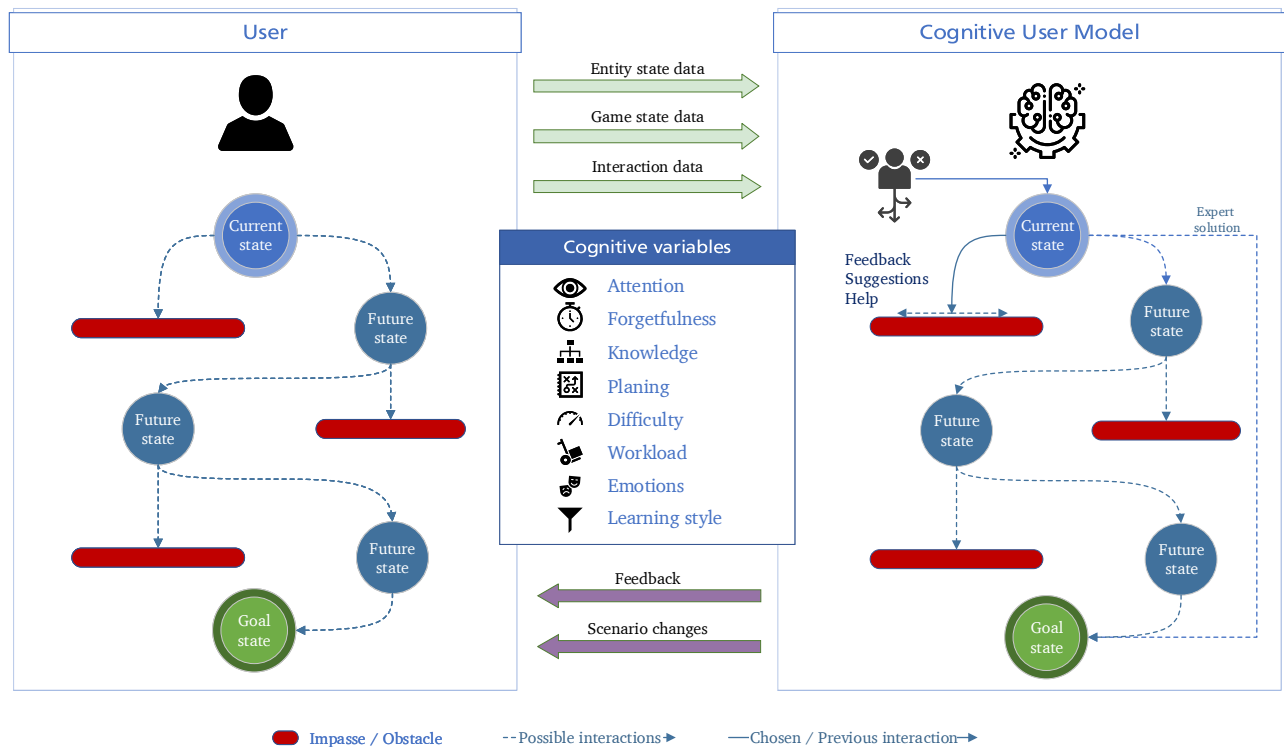 User
Cognitive User Model
Entity state data
Game state data
Interaction data
Current
state
Future
state
Future
state
Future
state
Goal
state
Cognitive variables
Attention
Forgetfulness
Knowledge
Planing
Difficulty
Workload
Emotions
Learning style
Feedback
Scenario changes
Current
state
Expert
solution
Feedback
Suggestions
Help
Future
state
Future
state
Future
state
Goal
state
Impasse / Obstacle
Possible interactions
Chosen / Previous interaction